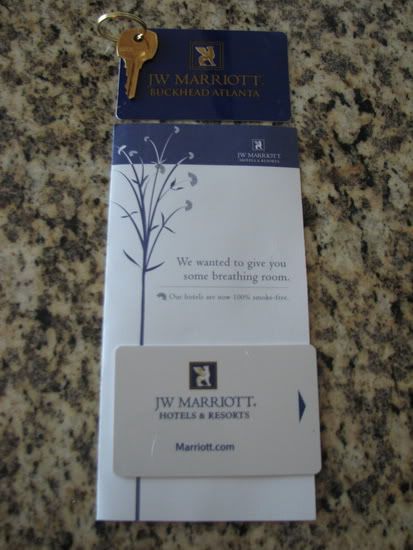 JW MARRIOTT®
BUCKHEAD ATLANTA
JW MARRIOTT
HOTELS & RESORTS
We wanted to give you
some breathing room.
Our hotels are now 100% smoke-free.
JW MARRIOTT®
HOTELS & RESORTS
Marriott.com